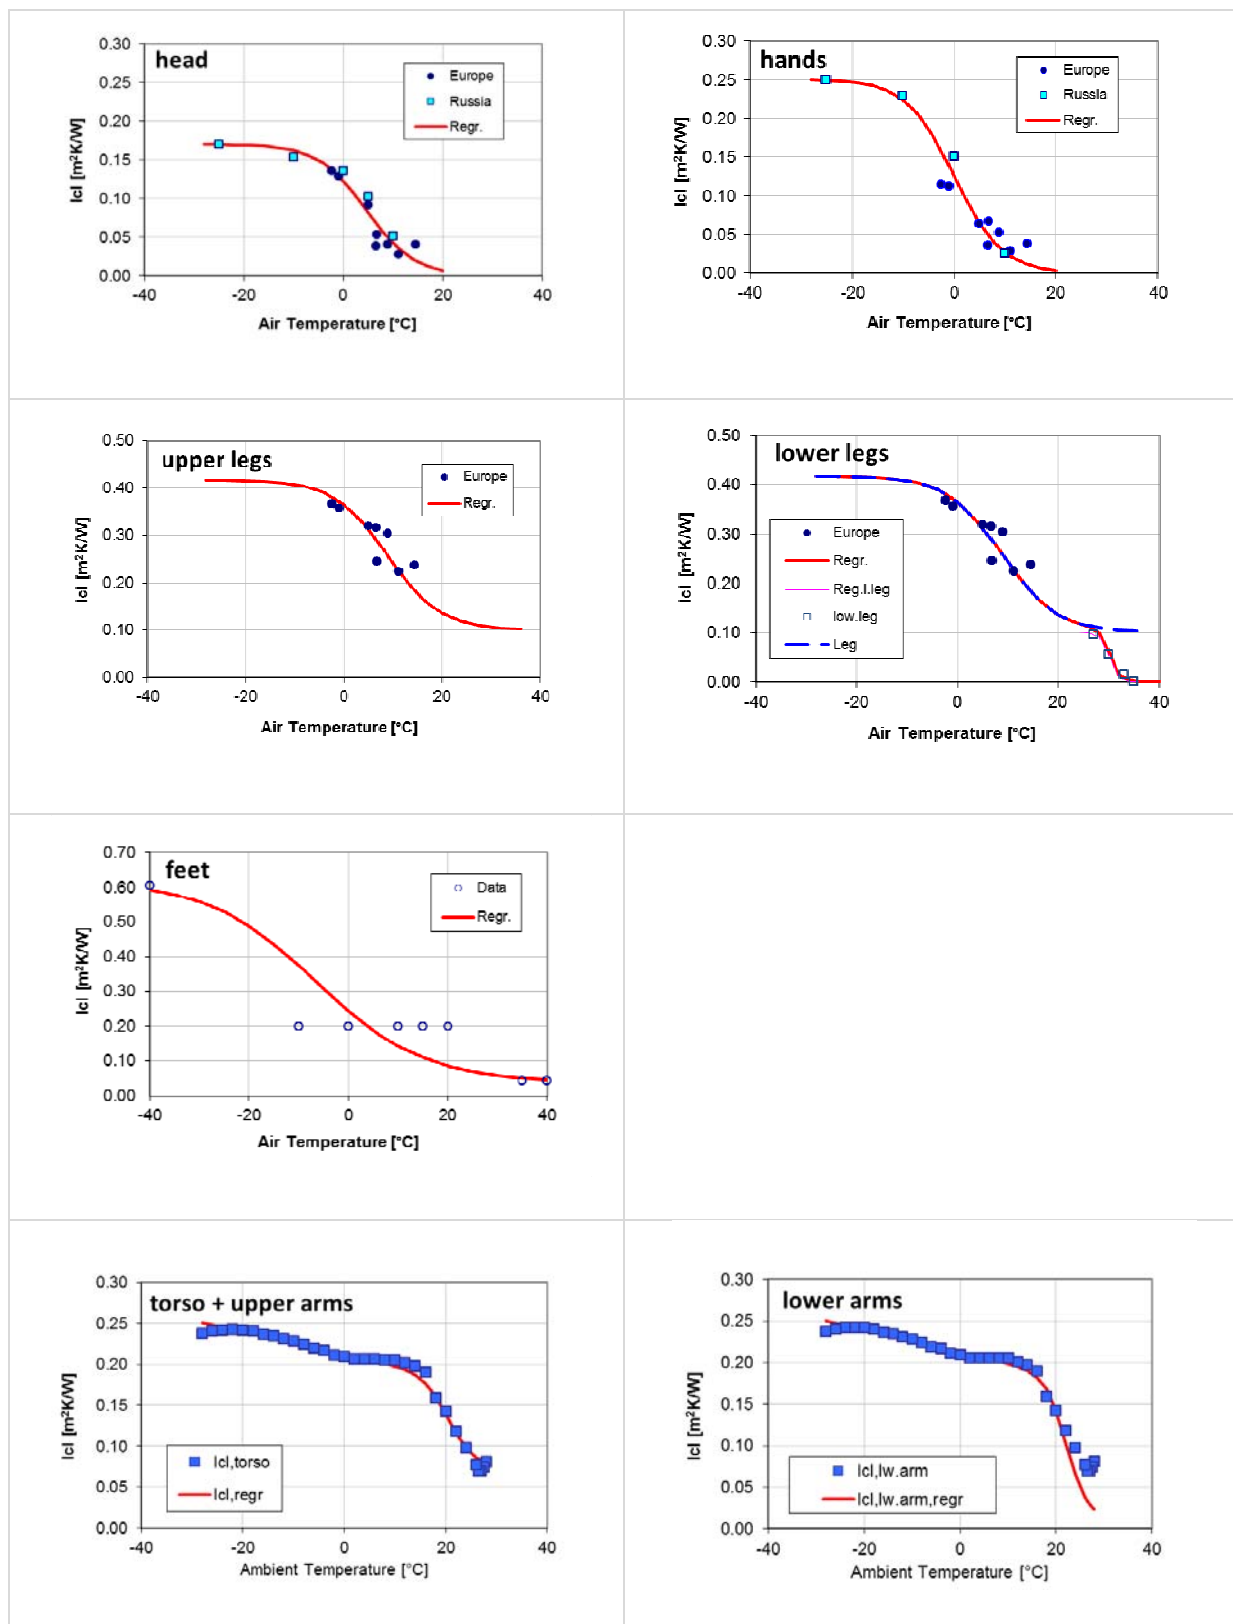 head
0.30
0.25
0.20
0.15
0.10
0.05
0.00
Icl [m²K/W]
Europe
Russia
Regr.
-40
-20
0
20
40
Air Temperature [°C]
hands
0.30
0.25
0.20
0.15
0.10
0.05
0.00
Icl [m²K/W]
Europe
Russia
Regr.
-40
-20
0
20
40
Air Temperature [°C]
upper legs
0.50
0.40
0.30
0.20
0.10
0.00
Icl [m²K/W]
Europe
Regr.
-40
-20
0
20
40
Air Temperature [°C]
lower legs
0.50
0.40
0.30
0.20
0.10
0.00
Icl [m²K/W]
Europe
Regr.
Reg.l.leg
low.leg
Leg
-40
-20
0
20
40
Air Temperature [°C]
feet
0.70
0.60
0.50
0.40
0.30
0.20
0.10
0.00
Icl [m²K/W]
Data
Regr.
-40
-20
0
20
40
Air Temperature [°C]
torso + upper arms
0.30
0.25
0.20
0.15
0.10
0.05
0.00
Icl [m²K/W]
Icl,torso
Icl,regr
-40
-20
0
20
40
Ambient Temperature [°C]
lower arms
0.30
0.25
0.20
0.15
0.10
0.05
0.00
Icl [m²K/W]
Icl,lw.arm
Icl,lw.arm,regr
-40
-20
0
20
40
Ambient Temperature [°C]